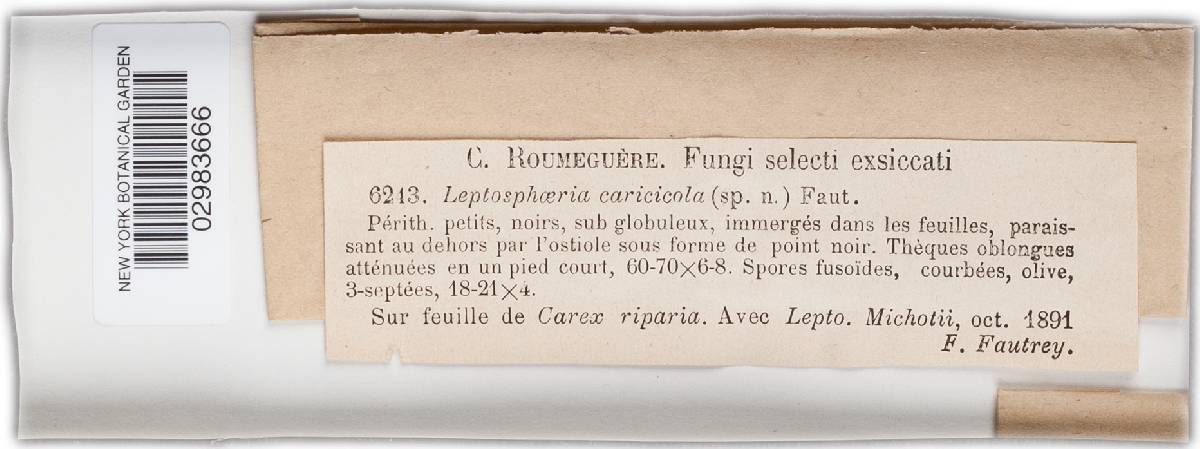 NEW YORK BOTANICAL GARDEN
02983666
C. ROUMEGUÈRE. Fungi selecti exsiccati
6213. Leptosphæria caricicola (sp. n.) Faut.
Périth. petits, noirs, sub globuleux, immergés dans les feuilles, parais-
sant au dehors par l'ostiole sous forme de point noir. Thèques oblongues
atténuées en un pied court, 60-70×6-8. Spores fusoïdes, courbées, olive,
3-septées, 18-21×4.
Sur feuille de Carex riparia. Avec Lepto. Michotii, oct. 1891
F. Fautrey.